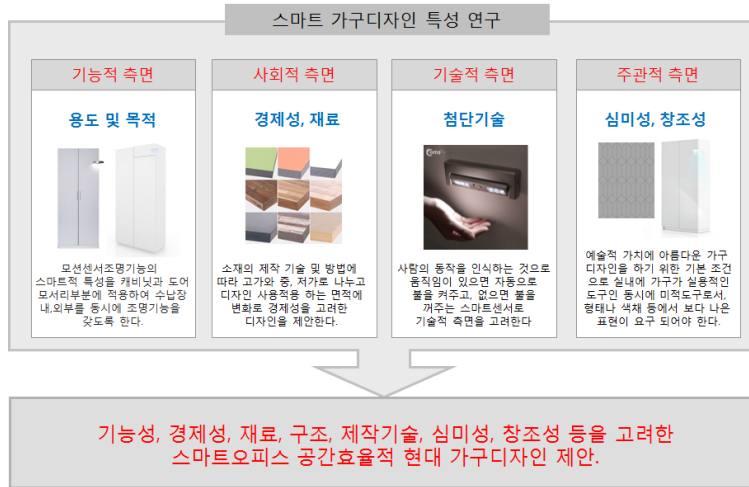 스마트 가구디자인 특성 연구
기능적 측면
용도 및 목적
모션센서조명기능의
스마트적 특성을 캐비닛과 도어
모서리부분에 적용하여 수납장
내,외부를 동시에 조명기능을
갖도록 한다.
사회적 측면
경제성, 재료
소재의 제작 기술 및 방법에
따라 고가와 중, 저가로 나누고
디자인 사용적용 하는 면적에
변화로 경제성을 고려한
디자인을 제안한다.
기술적 측면
첨단기술
사람의 동작을 인식하는 것으로
움직임이 있으면 자동으로
불을 켜주고, 없으면 불을
꺼주는 스마트센서로
기술적 측면을 고려한다
주관적 측면
심미성, 창조성
예술적 가치에 아름다운 가구
디자인을 하기 위한 기본 조건
으로 실내에 가구가 실용적인
도구인 동시에 미적도구로서,
형태나 색채 등에서 보다 나은
표현이 요구 되어야 한다.
기능성, 경제성, 재료, 구조, 제작기술, 심미성, 창조성 등을 고려한
스마트오피스 공간효율적 현대 가구디자인 제안.